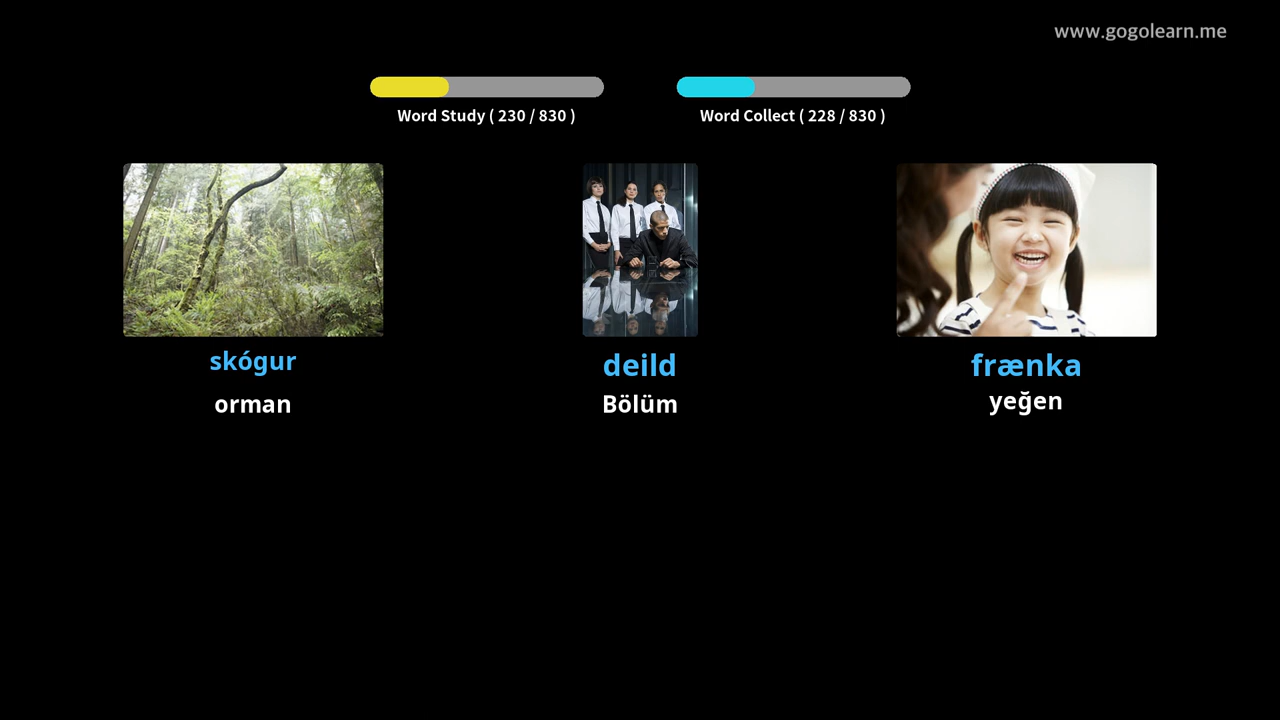 www.gogolearn.me
Word Study ( 230 / 830 )
Word Collect ( 228 / 830 )
skógur
orman
deild
Bölüm
frænka
yeğen